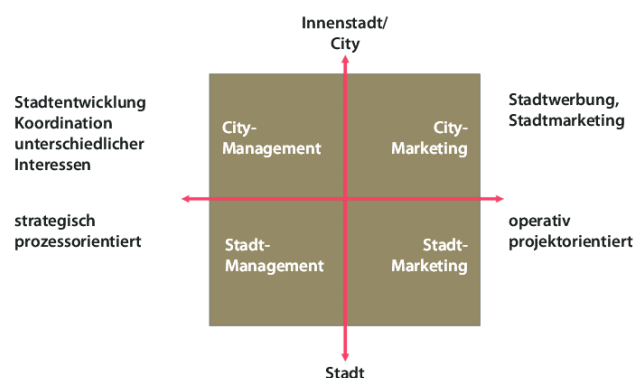 Innenstadt/
City
Stadtentwicklung
Koordination
unterschiedlicher
Interessen
Stadtwerbung,
Stadtmarketing
City-
Management
City-
Marketing
strategisch
prozessorientiert
operativ
projektorientiert
Stadt-
Management
Stadt-
Marketing
Stadt